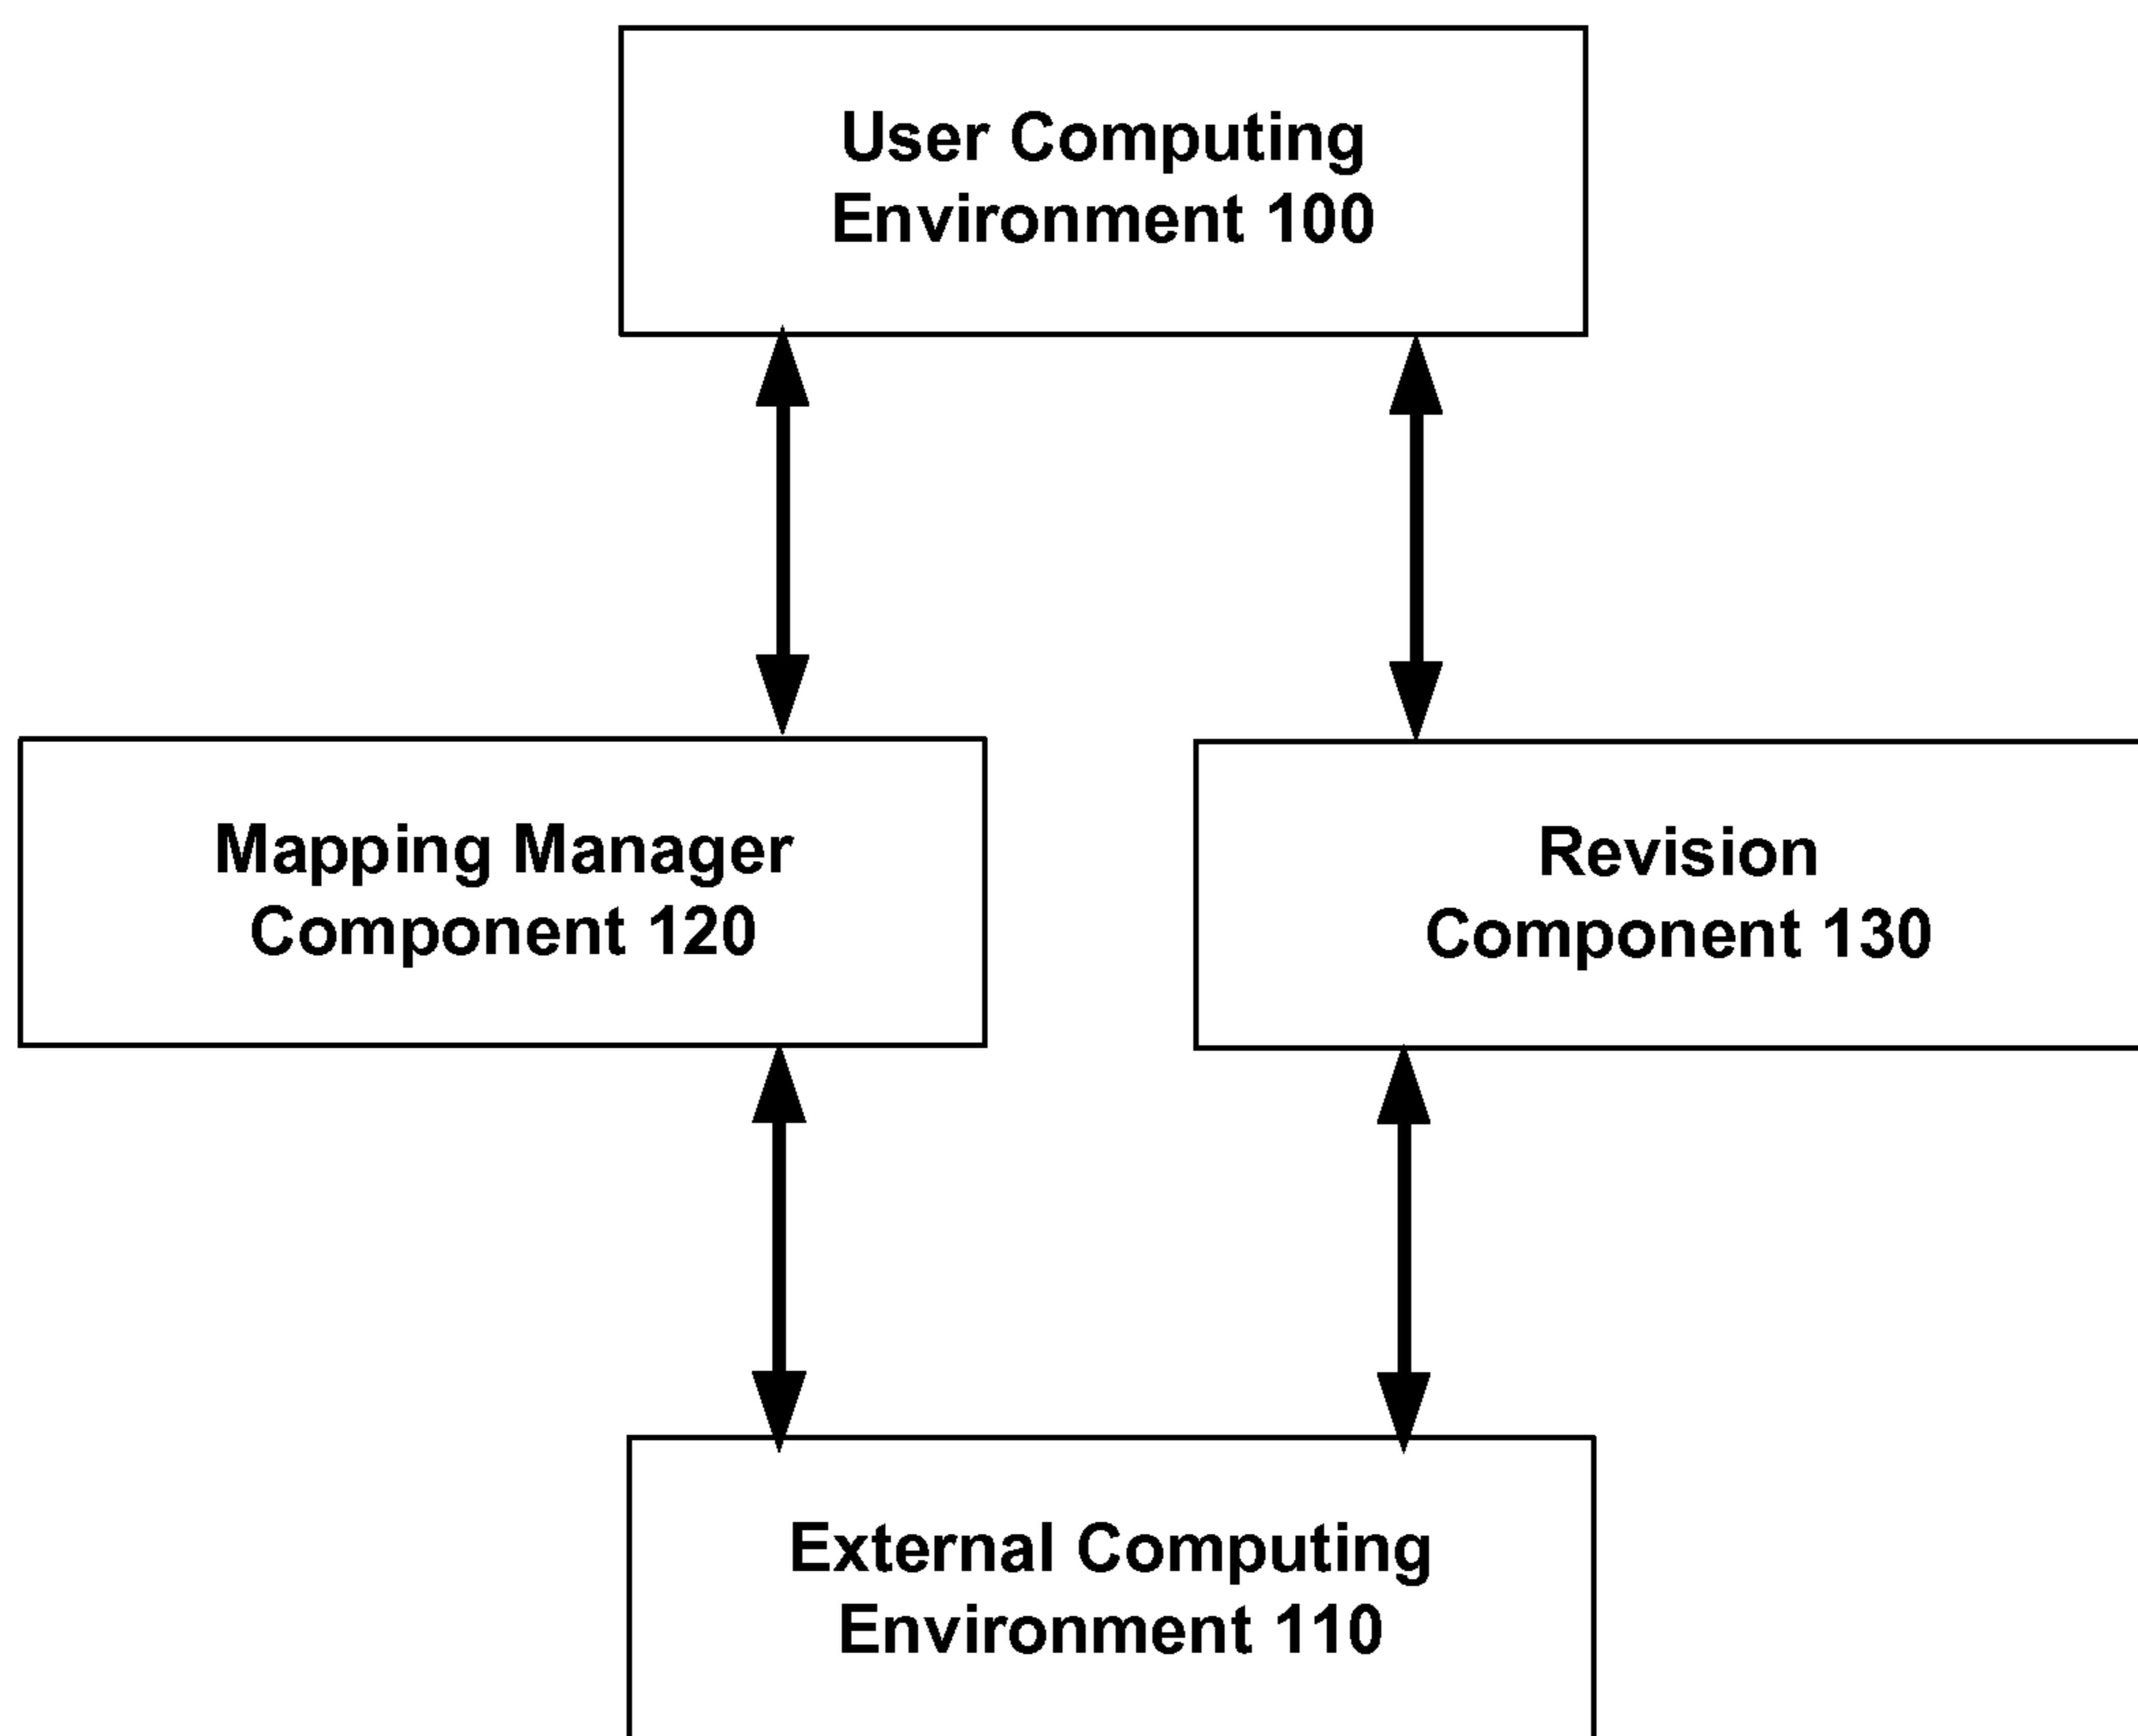 User Computing
Environment 100
Mapping Manager
Component 120
Revision
Component 130
External Computing
Environment 110